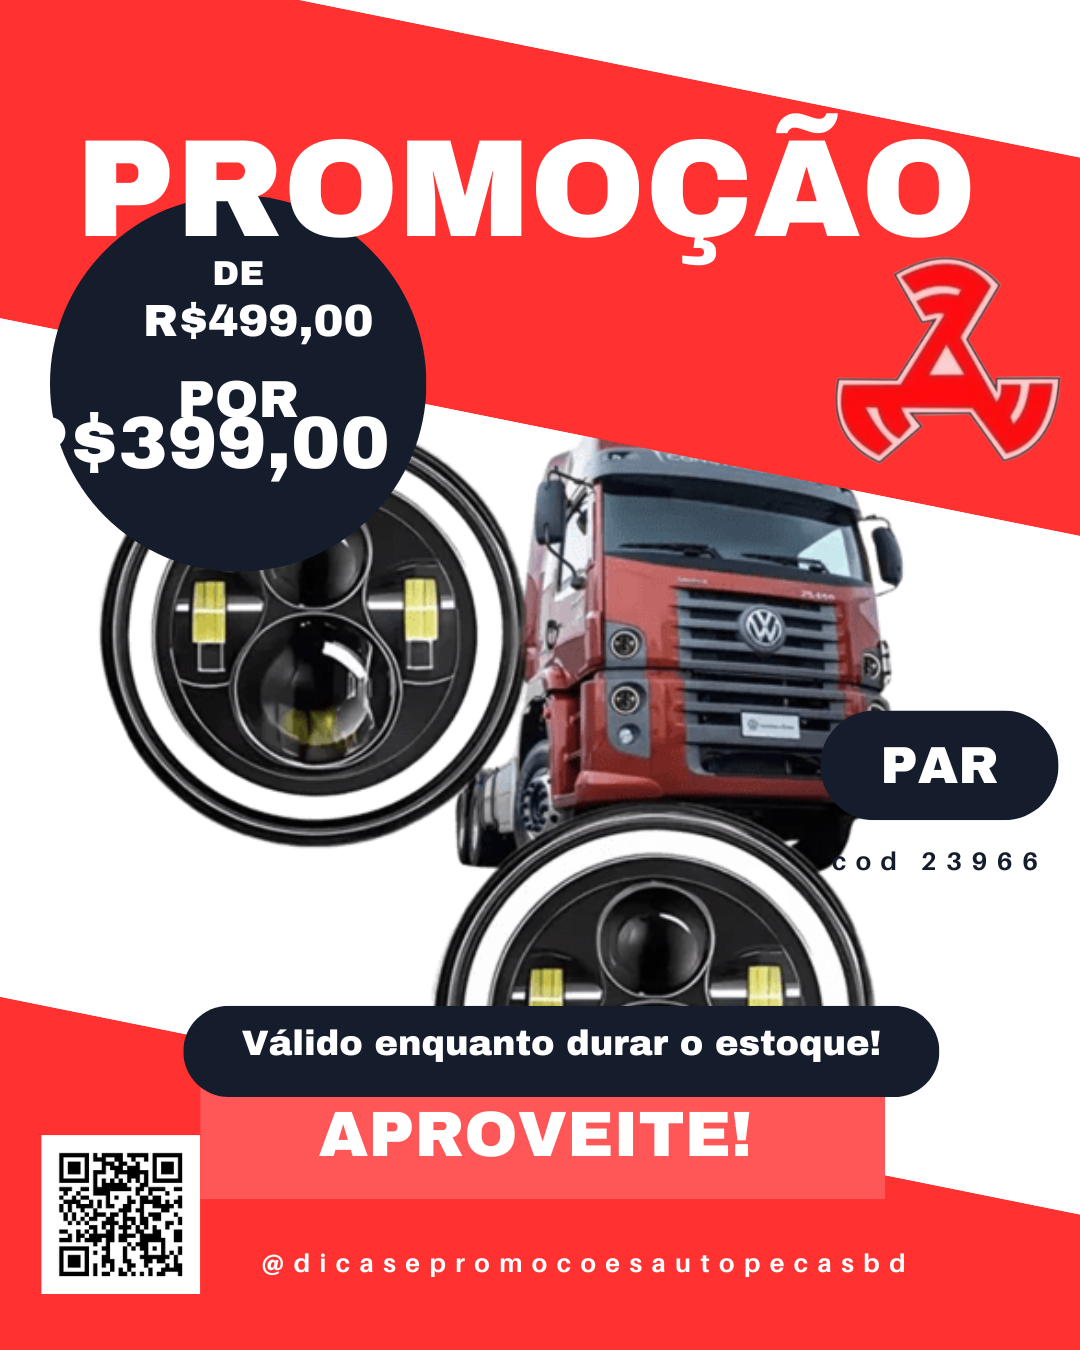 PROMOÇÃO
DE
R$499,00
POR
R$399,00
PAR
cod 23966
Válido enquanto durar o estoque!
APROVEITE!
@dicasepromocoesautopecasbd